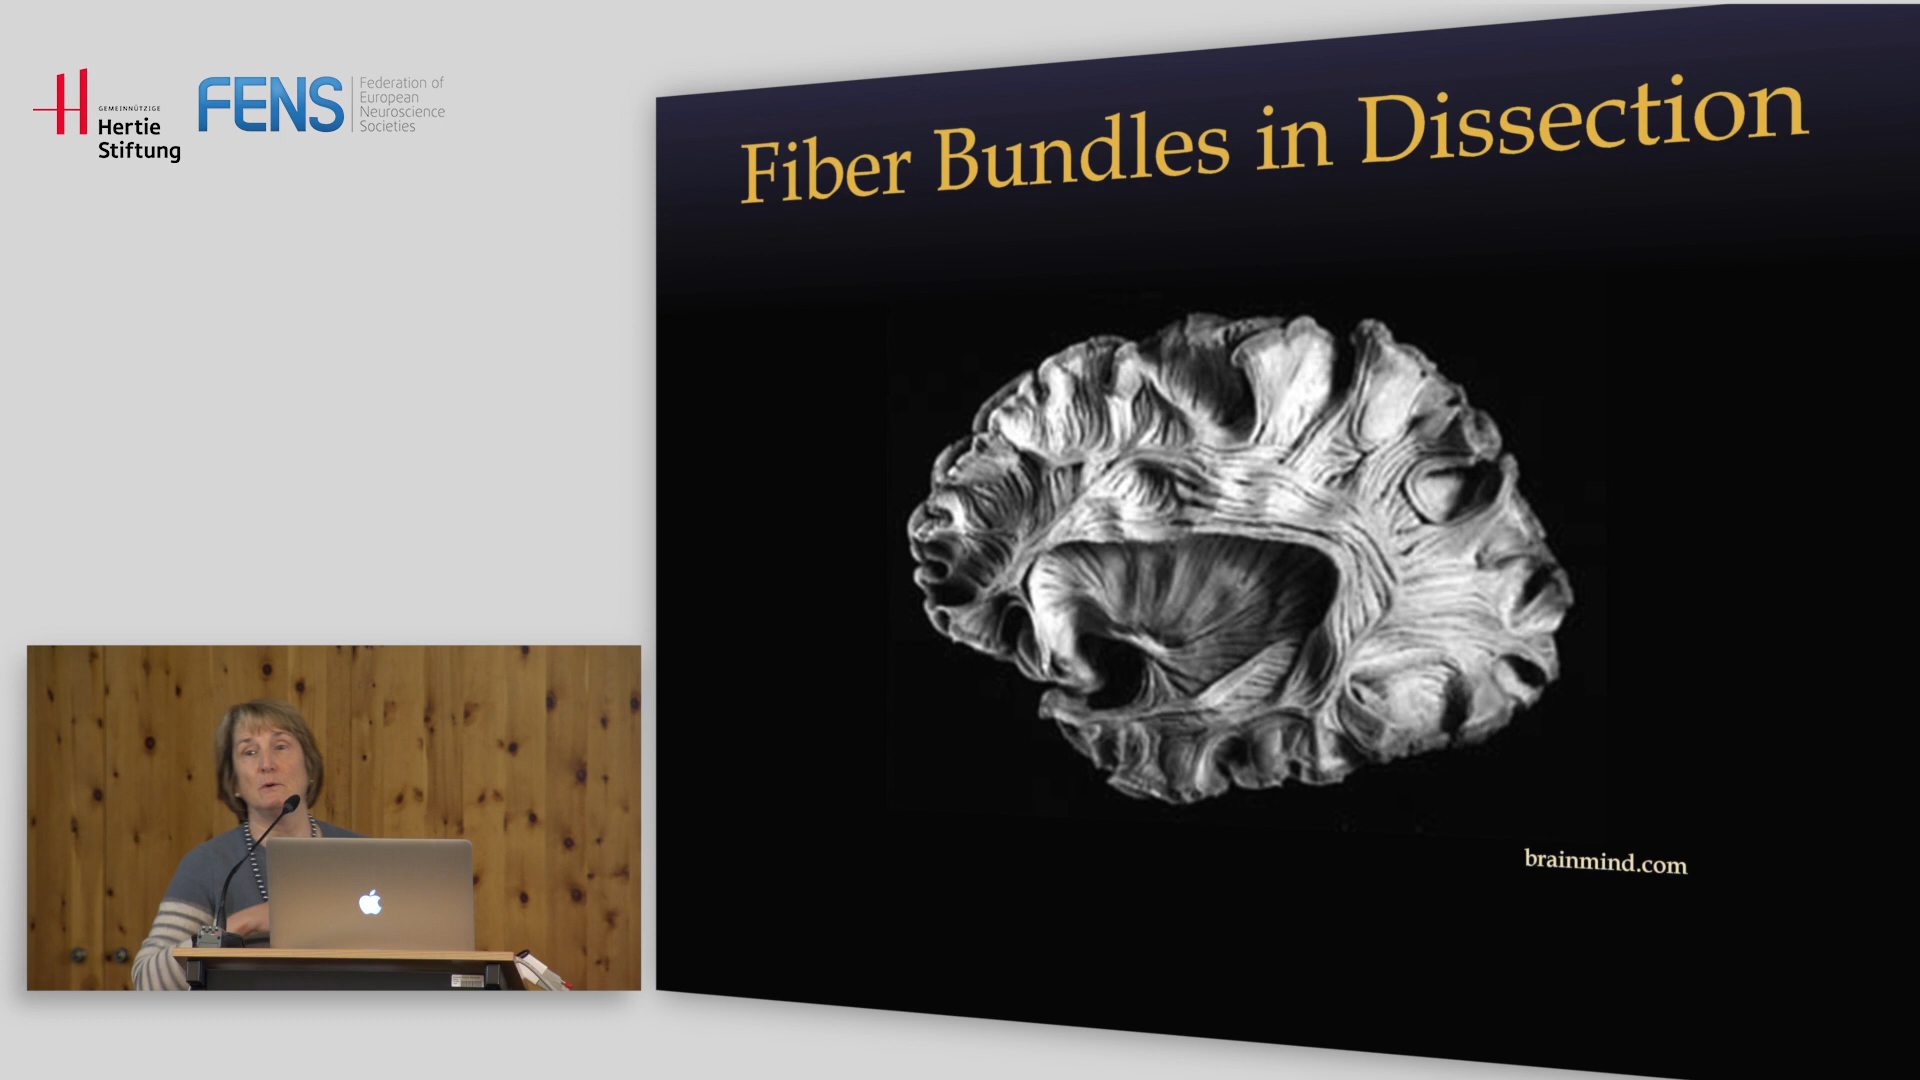 GEMEINNÜTZIGE
Hertie
Stiftung
FENS
Federation of
European
Neuroscience
Societies
Fiber Bundles in Dissection
brainmind.com